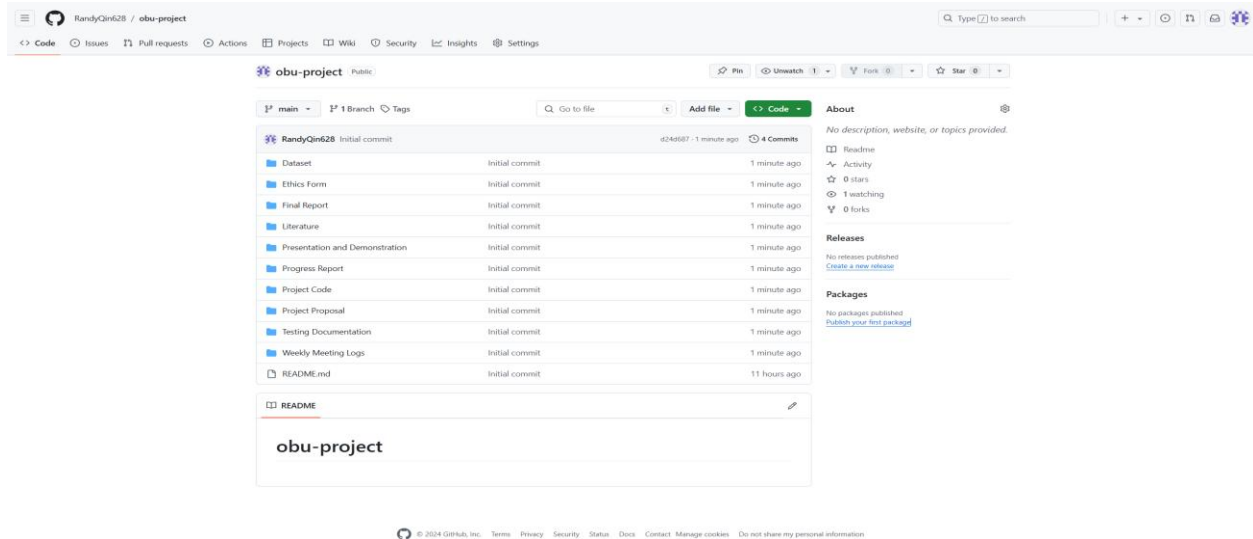 RandyQin628 / obu-project Type / to search
Code Issues Pull requests Actions Projects Wiki Security Insights Settings
obu-project Public Pin Unwatch 1 Fork 0 Star 0
main 1 Branch Tags Go to file t Add file Code
RandyQin628 Initial commit d24d687 · 1 minute ago 4 Commits
Dataset Initial commit 1 minute ago
Ethics Form Initial commit 1 minute ago
Final Report Initial commit 1 minute ago
Literature Initial commit 1 minute ago
Presentation and Demonstration Initial commit 1 minute ago
Progress Report Initial commit 1 minute ago
Project Code Initial commit 1 minute ago
Project Proposal Initial commit 1 minute ago
Testing Documentation Initial commit 1 minute ago
Weekly Meeting Logs Initial commit 1 minute ago
README.md Initial commit 11 hours ago
README
obu-project
About
No description, website, or topics provided.
Readme
Activity
0 stars
1 watching
0 forks
Releases
No releases published
Create a new release
Packages
No packages published
Publish your first package
© 2024 GitHub, Inc. Terms Privacy Security Status Docs Contact Manage cookies Do not share my personal information